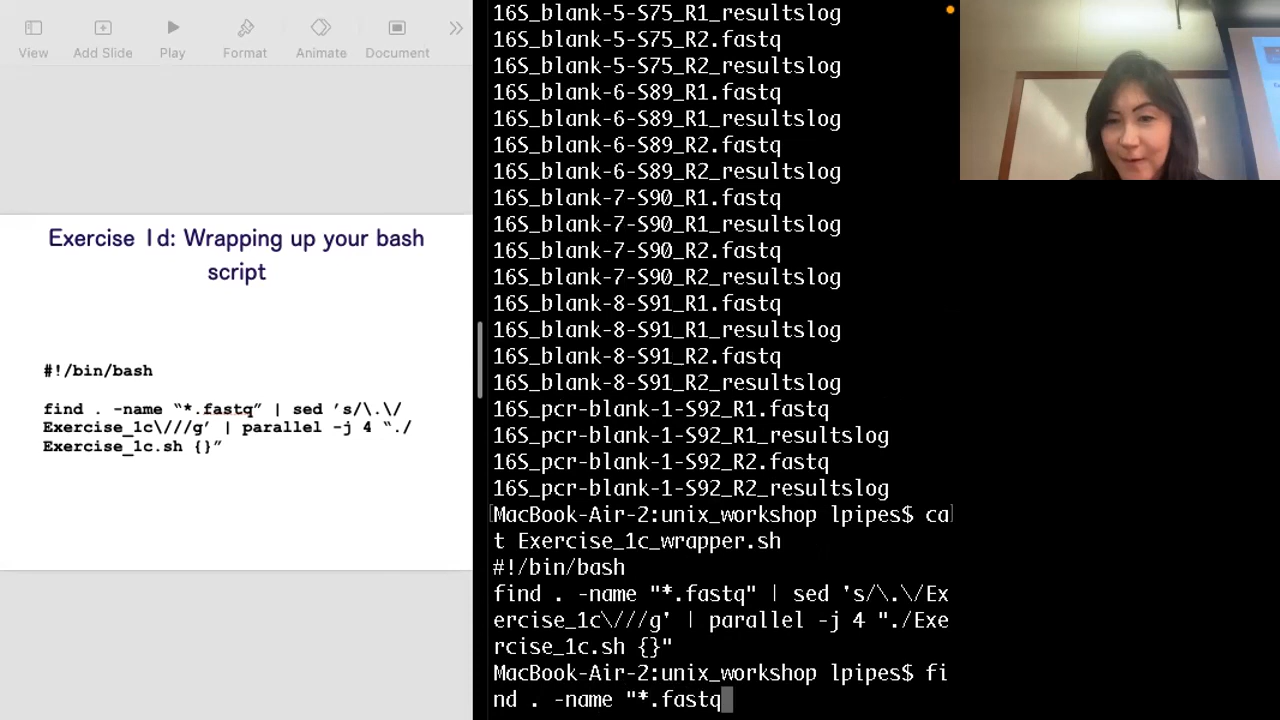 View
Add Slide
Play
Format
Animate
Document
Exercise 1d: Wrapping up your bash
script
#!/bin/bash
find . -name “*.fastq” | sed ’s/\.\/
Exercise_1c\///g’ | parallel -j 4 “./
Exercise_1c.sh {}”
16S_blank-5-S75_R1_resultslog
16S_blank-5-S75_R2.fastq
16S_blank-5-S75_R2_resultslog
16S_blank-6-S89_R1.fastq
16S_blank-6-S89_R1_resultslog
16S_blank-6-S89_R2.fastq
16S_blank-6-S89_R2_resultslog
16S_blank-7-S90_R1.fastq
16S_blank-7-S90_R1_resultslog
16S_blank-7-S90_R2.fastq
16S_blank-7-S90_R2_resultslog
16S_blank-8-S91_R1.fastq
16S_blank-8-S91_R1_resultslog
16S_blank-8-S91_R2.fastq
16S_blank-8-S91_R2_resultslog
16S_pcr-blank-1-S92_R1.fastq
16S_pcr-blank-1-S92_R1_resultslog
16S_pcr-blank-1-S92_R2.fastq
16S_pcr-blank-1-S92_R2_resultslog
[MacBook-Air-2:unix_workshop lpipes$ ca]
t Exercise_1c_wrapper.sh
#!/bin/bash
find . -name "*.fastq" | sed 's/\.\/Ex
ercise_1c\///g' | parallel -j 4 "./Exe
rcise_1c.sh {}"
MacBook-Air-2:unix_workshop lpipes$ fi
nd . -name "*.fastq